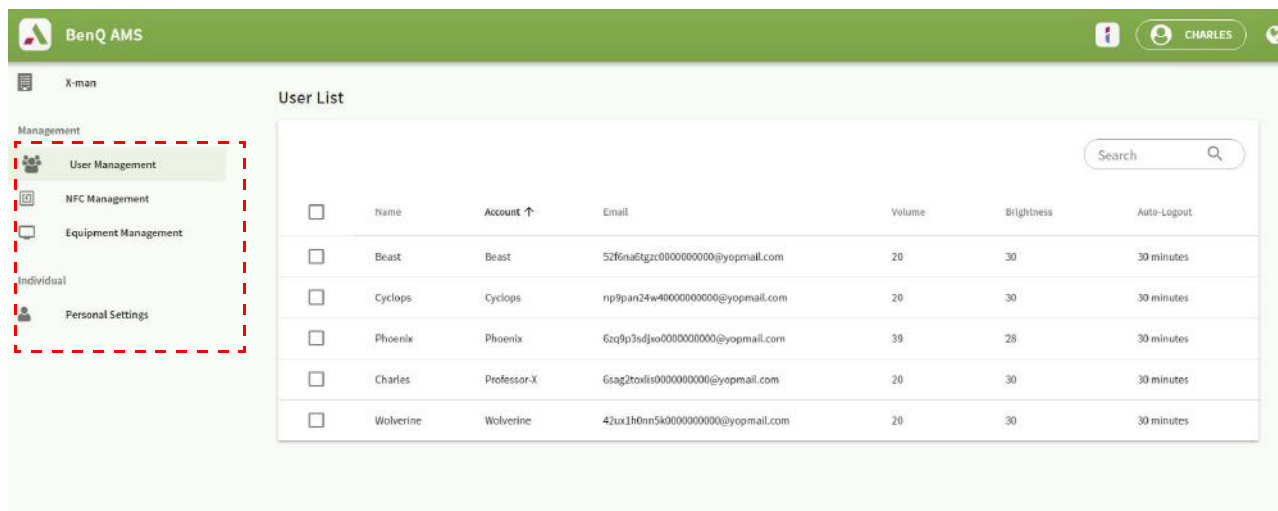 BenQ AMS
CHARLES
X-man
Management
User Management
NFC Management
Equipment Management
Individual
Personal Settings
User List
Search
Name Account Email Volume Brightness Auto-Logout
Beast Beast 52f6na6tgzc0000000000@yopmail.com 20 30 30 minutes
Cyclops Cyclops np9pan24w40000000000@yopmail.com 20 30 30 minutes
Phoenix Phoenix 6zq9p3sdjxo0000000000@yopmail.com 39 28 30 minutes
Charles Professor-X 6sag2toxlis0000000000@yopmail.com 20 30 30 minutes
Wolverine Wolverine 42ux1h0nn5k0000000000@yopmail.com 20 30 30 minutes